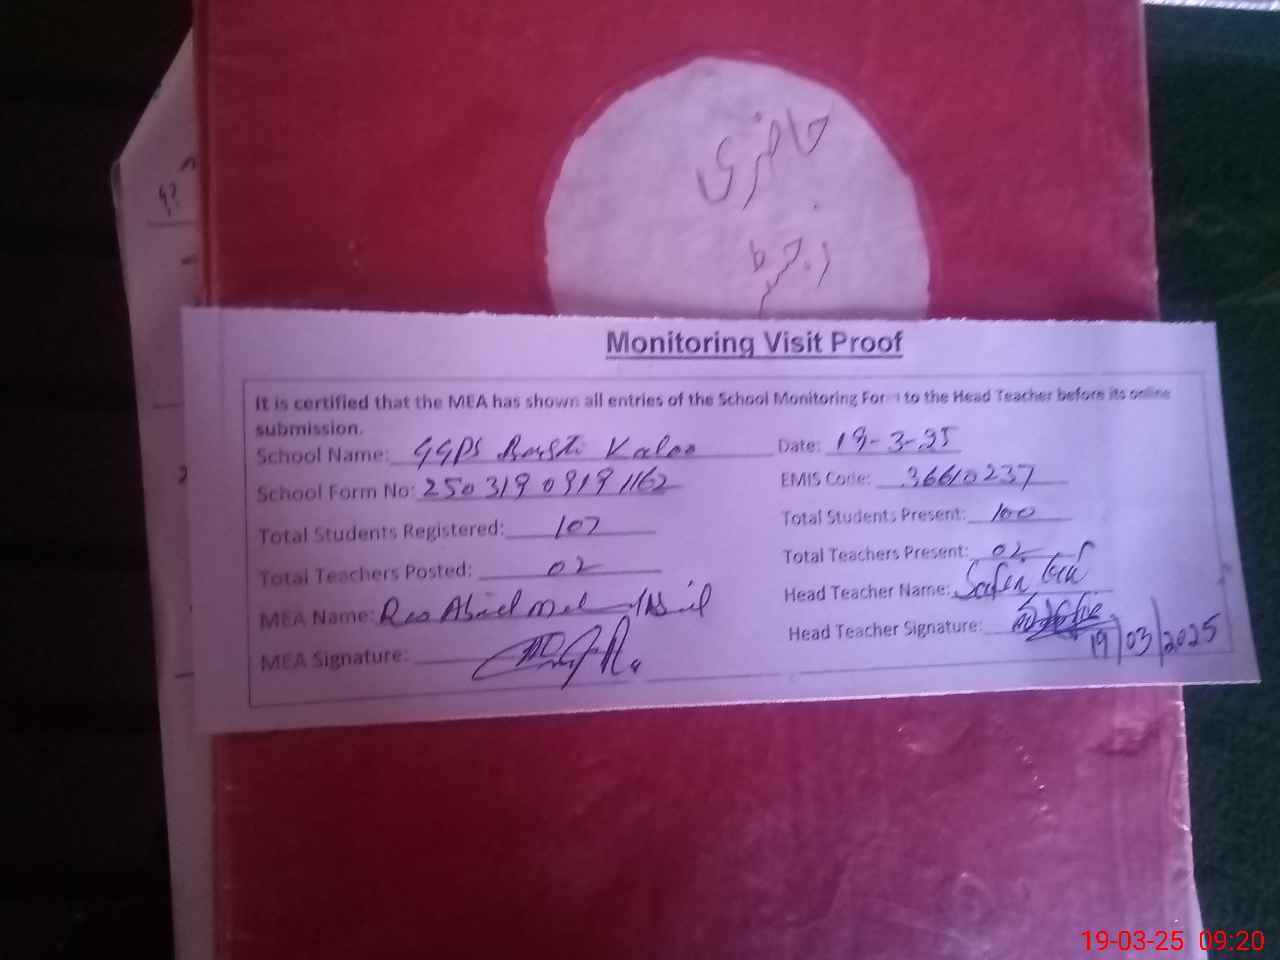 حاضری
رجسٹر
Monitoring Visit Proof
It is certified that the MEA has shown all entries of the School Monitoring Form to the Head Teacher before its online
submission.
School Name: GGPS Basti Date: 19-3-25
School Form No: 25031909191162 EMIS Code: 36610237
Total Students Registered: 107 Total Students Present: 100
Total Teachers Posted: 02 Total Teachers Present: 02
MEA Name: Head Teacher Name:
MEA Signature: Head Teacher Signature:
19/03/2025
19-03-25 09:20